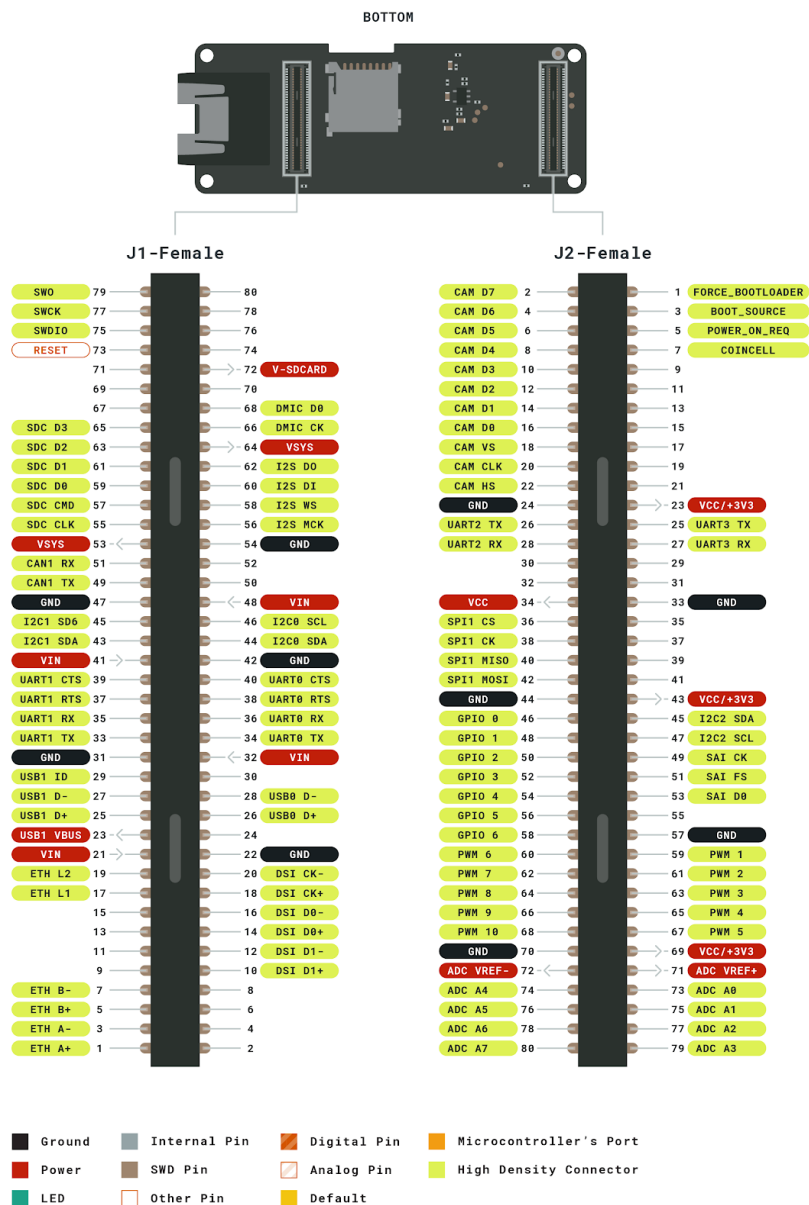 BOTTOM
J1-Female J2-Female
SWO 79 80 CAM D7 2 1 FORCE_BOOTLOADER
SWCK 77 78 CAM D6 4 3 BOOT_SOURCE
SWDIO 75 76 CAM D5 6 5 POWER_ON_REQ
RESET 73 74 CAM D4 8 7 COINCELL
71 72 V-SDCARD CAM D3 10 9
69 70 CAM D2 12 11
67 68 DMIC D0 CAM D1 14 13
SDC D3 65 66 DMIC CK CAM D0 16 15
SDC D2 63 64 VSYS CAM VS 18 17
SDC D1 61 62 I2S DO CAM CLK 20 19
SDC D0 59 60 I2S DI CAM HS 22 21
SDC CMD 57 58 I2S WS GND 24 23 VCC/+3V3
SDC CLK 55 56 I2S MCK UART2 TX 26 25 UART3 TX
VSYS 53 54 GND UART2 RX 28 27 UART3 RX
CAN1 RX 51 52 30 29
CAN1 TX 49 50 32 31
GND 47 48 VIN VCC 34 33 GND
I2C1 SD6 45 46 I2C0 SCL SPI1 CS 36 35
I2C1 SDA 43 44 I2C0 SDA SPI1 CK 38 37
VIN 41 42 GND SPI1 MISO 40 39
UART1 CTS 39 40 UART0 CTS SPI1 MOSI 42 41
UART1 RTS 37 38 UART0 RTS GND 44 43 VCC/+3V3
UART1 RX 35 36 UART0 RX GPIO 0 46 45 I2C2 SDA
UART1 TX 33 34 UART0 TX GPIO 1 48 47 I2C2 SCL
GND 31 32 VIN GPIO 2 50 49 SAI CK
USB1 ID 29 30 GPIO 3 52 51 SAI FS
USB1 D- 27 28 USB0 D- GPIO 4 54 53 SAI D0
USB1 D+ 25 26 USB0 D+ GPIO 5 56 55
USB1 VBUS 23 24 GPIO 6 58 57 GND
VIN 21 22 GND PWM 6 60 59 PWM 1
ETH L2 19 20 DSI CK- PWM 7 62 61 PWM 2
ETH L1 17 18 DSI CK+ PWM 8 64 63 PWM 3
15 16 DSI D0- PWM 9 66 65 PWM 4
13 14 DSI D0+ PWM 10 68 67 PWM 5
11 12 DSI D1- GND 70 69 VCC/+3V3
9 10 DSI D1+ ADC VREF- 72 71 ADC VREF+
ETH B- 7 8 ADC A4 74 73 ADC A0
ETH B+ 5 6 ADC A5 76 75 ADC A1
ETH A- 3 4 ADC A6 78 77 ADC A2
ETH A+ 1 2 ADC A7 80 79 ADC A3
Ground Internal Pin Digital Pin Microcontroller's Port
Power SWD Pin Analog Pin High Density Connector
LED Other Pin Default